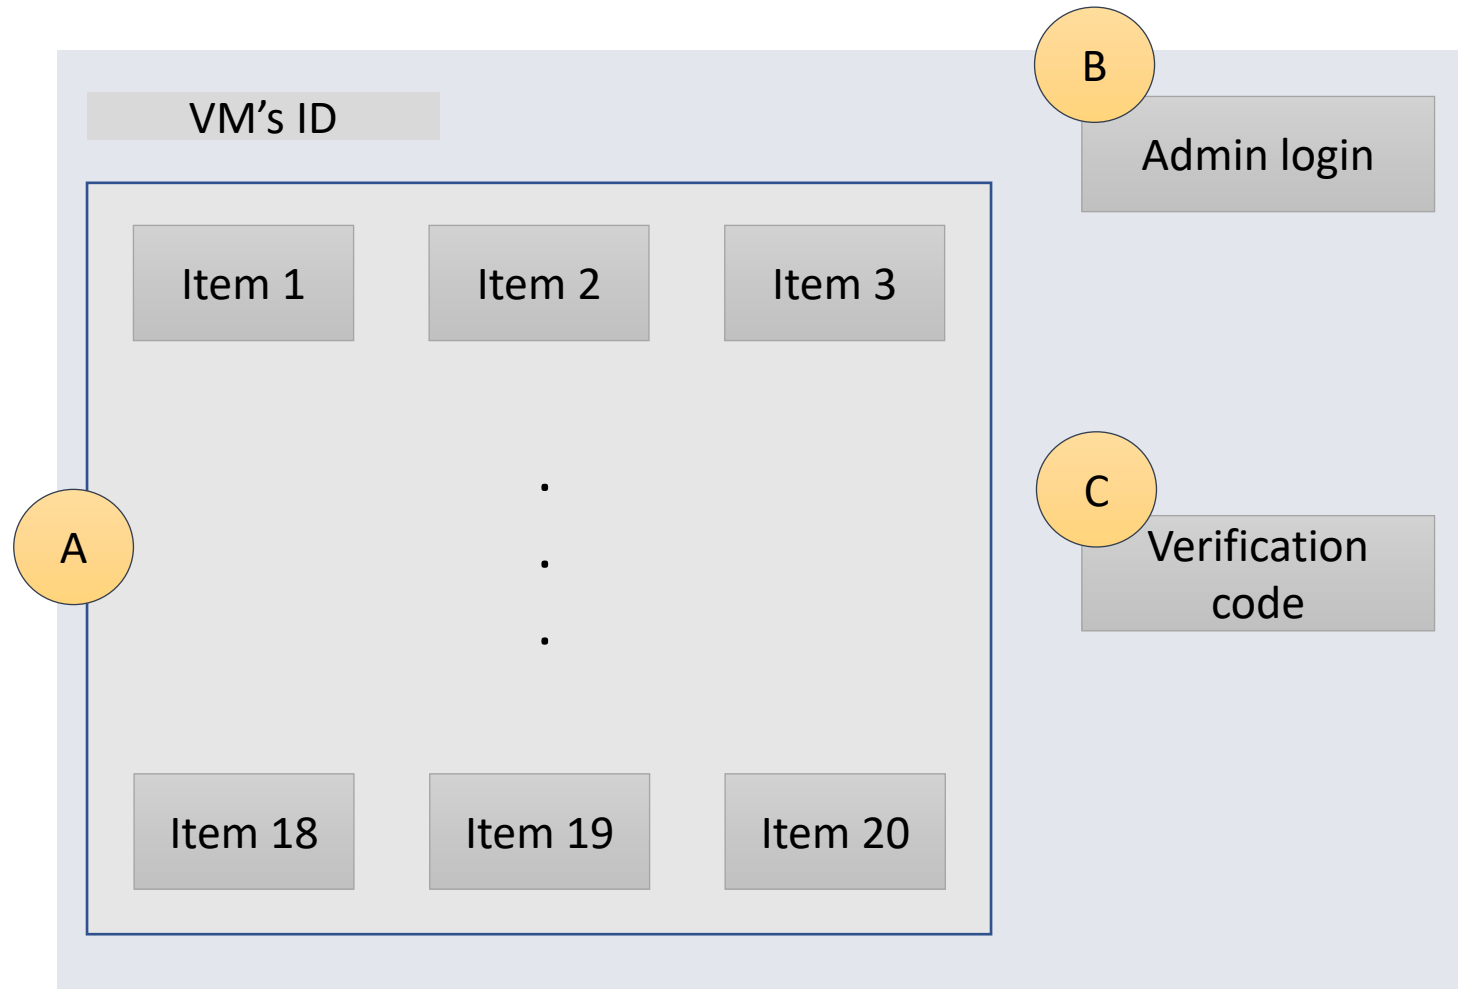 B
VM’s ID
Admin login
Item 1
Item 2
Item 3
C
A
Verification
code
.
.
.
Item 18
Item 19
Item 20